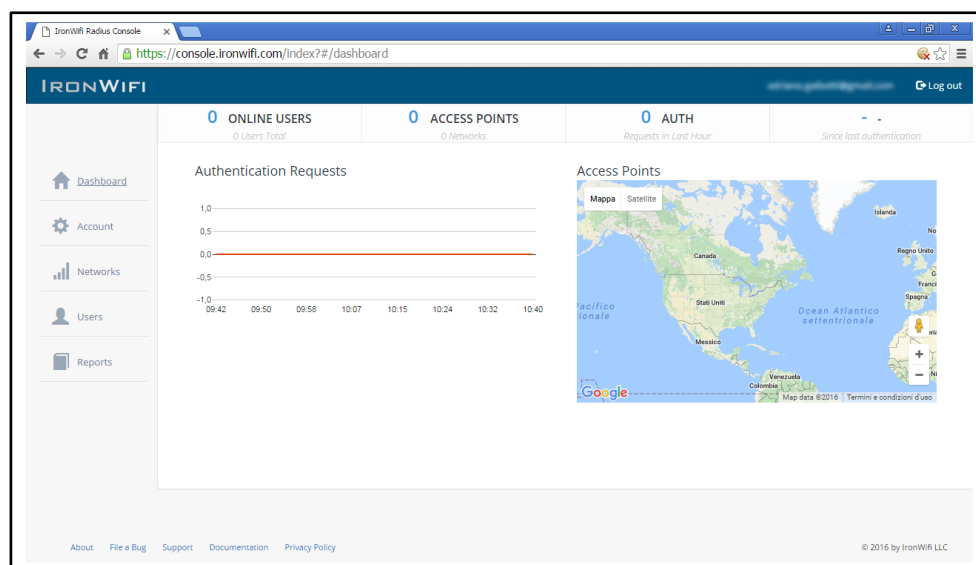 IronWifi Radius Console
https://console.ironwifi.com/index?#/dashboard
IRONWIFI
Log out
0 ONLINE USERS
0 Users Total
0 ACCESS POINTS
0 Networks
0 AUTH
Requests in Last Hour
- -
Since last authentication
Dashboard
Account
Networks
Users
Reports
Authentication Requests
1,0
0,5
0,0
-0,5
-1,0
09:42 09:50 09:58 10:07 10:15 10:24 10:32 10:40
Access Points
Mappa Satellite
Islanda
No
Regno Unito
Canada
G
Franci
Spagna
Stati Uniti
Pacifico
ionale
Ocean Atlantico
settentrionale
Messico
Venezuela
Colombia
Ni
Google
Map data ©2016 Termini e condizioni d'uso
About File a Bug Support Documentation Privacy Policy
© 2016 by IronWifi LLC